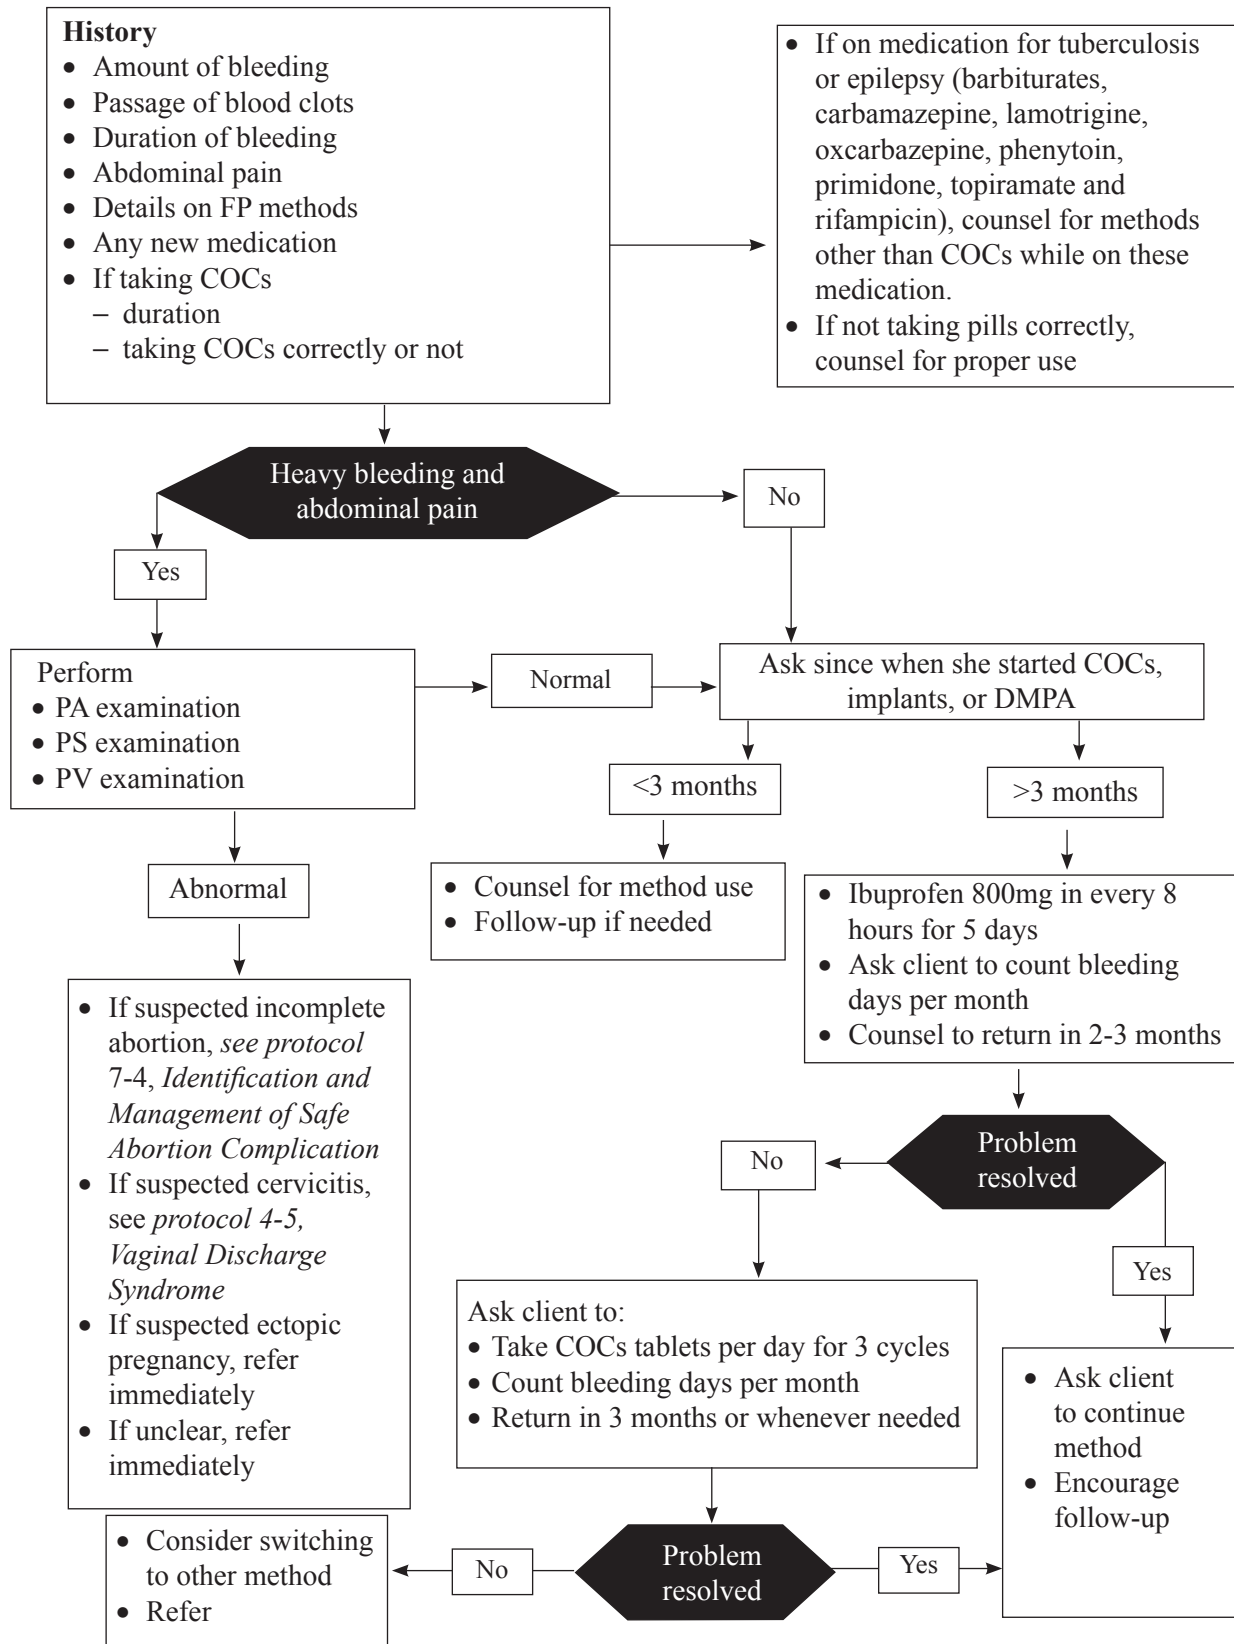 History
• Amount of bleeding
• Passage of blood clots
• Duration of bleeding
• Abdominal pain
• Details on FP methods
• Any new medication
• If taking COCs
– duration
– taking COCs correctly or not
• If on medication for tuberculosis
or epilepsy (barbiturates,
carbamazepine, lamotrigine,
oxcarbazepine, phenytoin,
primidone, topiramate and
rifampicin), counsel for methods
other than COCs while on these
medication.
• If not taking pills correctly,
counsel for proper use
Heavy bleeding and
abdominal pain
No
Yes
Perform
• PA examination
• PS examination
• PV examination
Normal
Ask since when she started COCs,
implants, or DMPA
<3 months
>3 months
Abnormal
• Counsel for method use
• Follow-up if needed
• Ibuprofen 800mg in every 8
hours for 5 days
• Ask client to count bleeding
days per month
• Counsel to return in 2-3 months
• If suspected incomplete
abortion, see protocol
7-4, Identification and
Management of Safe
Abortion Complication
• If suspected cervicitis,
see protocol 4-5,
Vaginal Discharge
Syndrome
• If suspected ectopic
pregnancy, refer
immediately
• If unclear, refer
immediately
Problem
resolved
No
Yes
Ask client to:
• Take COCs tablets per day for 3 cycles
• Count bleeding days per month
• Return in 3 months or whenever needed
• Ask client
to continue
method
• Encourage
follow-up
Problem
resolved
No
Yes
• Consider switching
to other method
• Refer